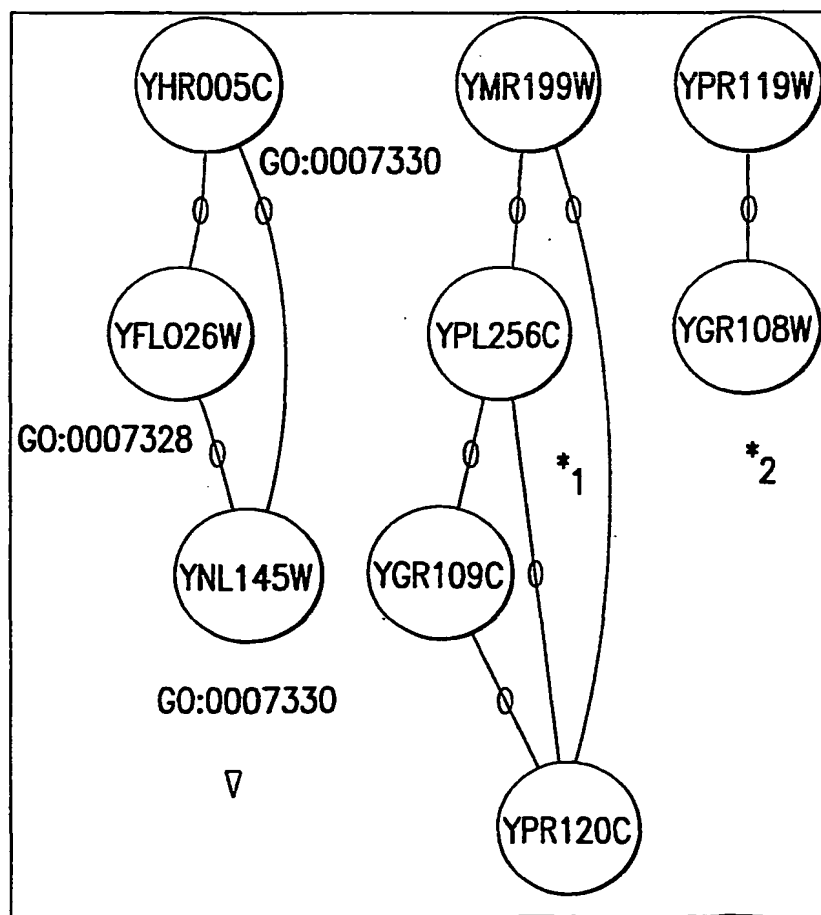 YHR005C
YMR199W
YPR119W
GO:0007330
YFL026W
YPL256C
YGR108W
GO:0007328
*1
*2
YNL145W
YGR109C
GO:0007330
YPR120C